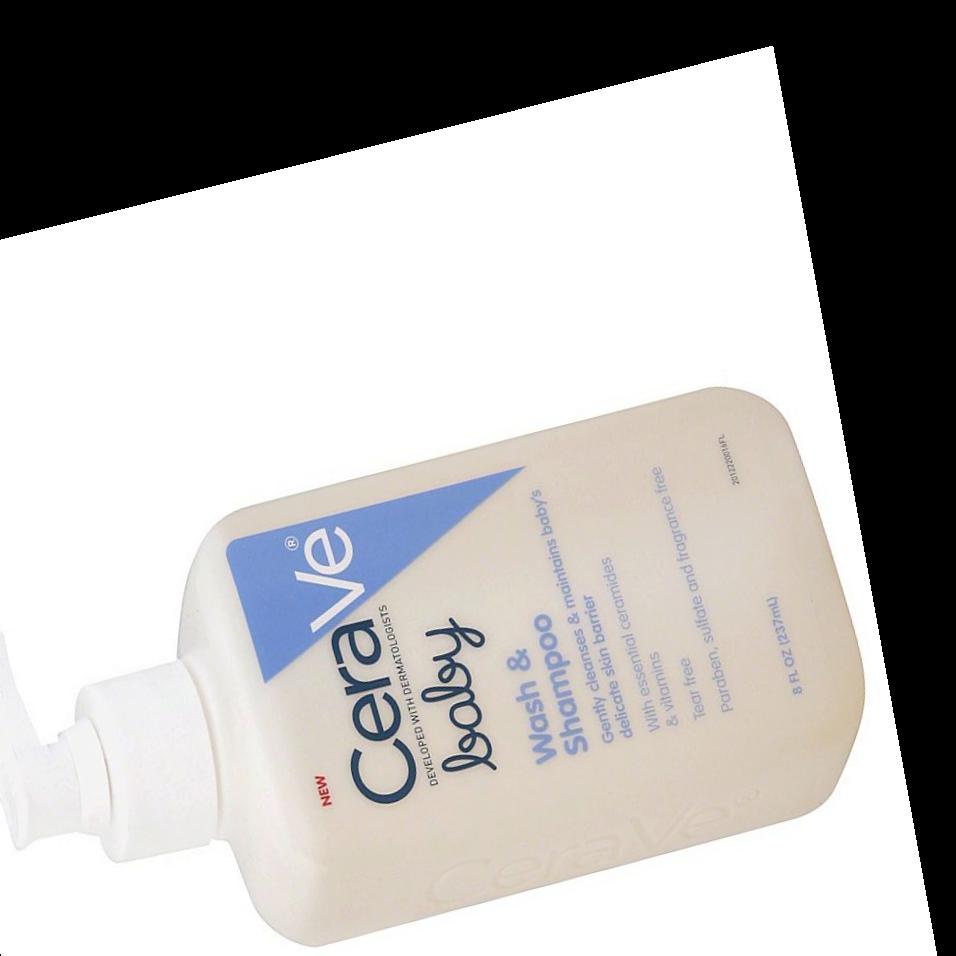 NEW
CeraVe®
DEVELOPED WITH DERMATOLOGISTS
baby
Wash &
Shampoo
Gently cleanses & maintains baby's
delicate skin barrier
With essential ceramides
& vitamins
Tear free
Paraben, sulfate and fragrance free
8 FL OZ (237mL)
CeraVe